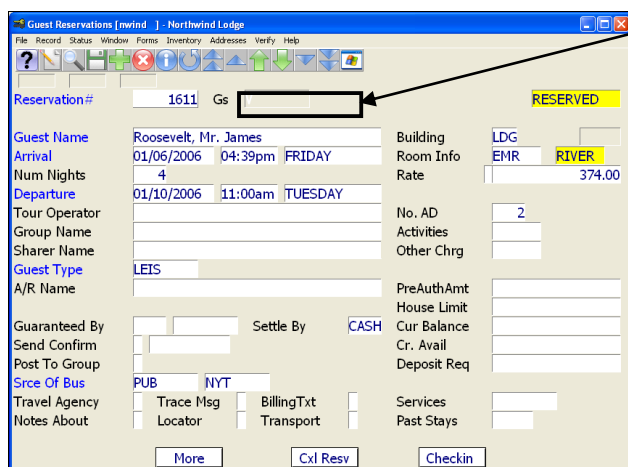 Guest Reservations [nwind ] - Northwind Lodge
File Record Status Window Forms Inventory Addresses Verify Help
Reservation# 1611 Gs RESERVED
Guest Name Roosevelt, Mr. James Building LDG
Arrival 01/06/2006 04:39pm FRIDAY Room Info EMR RIVER
Num Nights 4 Rate 374.00
Departure 01/10/2006 11:00am TUESDAY
Tour Operator No. AD 2
Group Name Activities
Sharer Name Other Chrg
Guest Type LEIS
A/R Name PreAuthAmt
House Limit
Guaranteed By Settle By CASH Cur Balance
Send Confirm Cr. Avail
Post To Group Deposit Req
Srce Of Bus PUB NYT
Travel Agency Trace Msg BillingTxt Services
Notes About Locator Transport Past Stays
More Cxl Resv Checkin